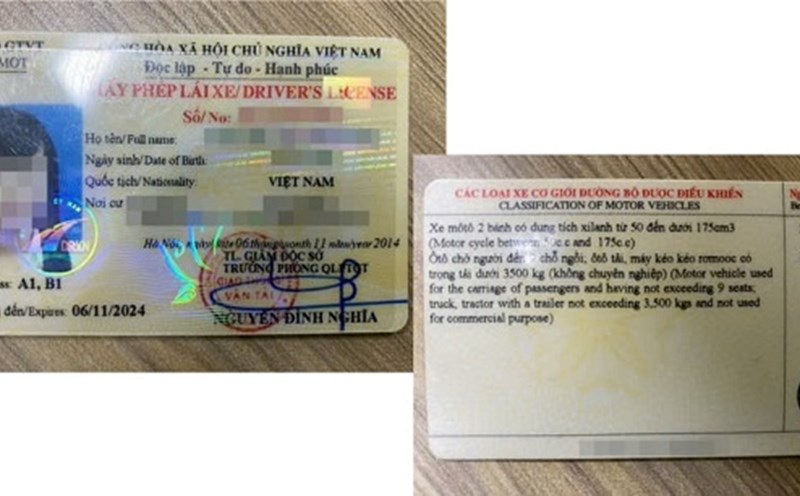 GTVT
HÒA XÃ HỘI CHỦ NGHĨA VIỆT NAM
MỘT
Độc lập - Tự do - Hạnh phúc
PHÉP LÁI XE/ DRIVER'S LICENSE
Số/ No:
Họ tên/ Full name:
Ngày sinh/Date of Birth:
Quốc tịch/ Nationality: VIỆT NAM
Nơi cư
Hà Nội, 06 11 năm/year 2014
TL. GIÁM ĐỐC SỞ
TRƯỞNG PHÒNG
A1, B1
đến/Expires: 06/11/2024
VẬN TẢI
NGUYỄN ĐÌNH NGHĨA
CÁC LOẠI XE CƠ GIỚI ĐƯỜNG BỘ ĐƯỢC ĐIỀU KHIỂN
CLASSIFICATION OF MOTOR VEHICLES
Xe môtô 2 bánh có dung tích xilanh từ 50 đến dưới 175cm3
(Motor cycle between and 175c.c)
Ôtô chở người đến chỗ ngồi; ôtô tải, máy kéo kéo romooc có
trọng tải dưới 3500 kg (không chuyên nghiệp) (Motor vehicle used
for the carriage of passengers and having not exceeding 9 seats;
truck, tractor with a trailer not exceeding 3,500 kgs and not used
for commercial purpose)